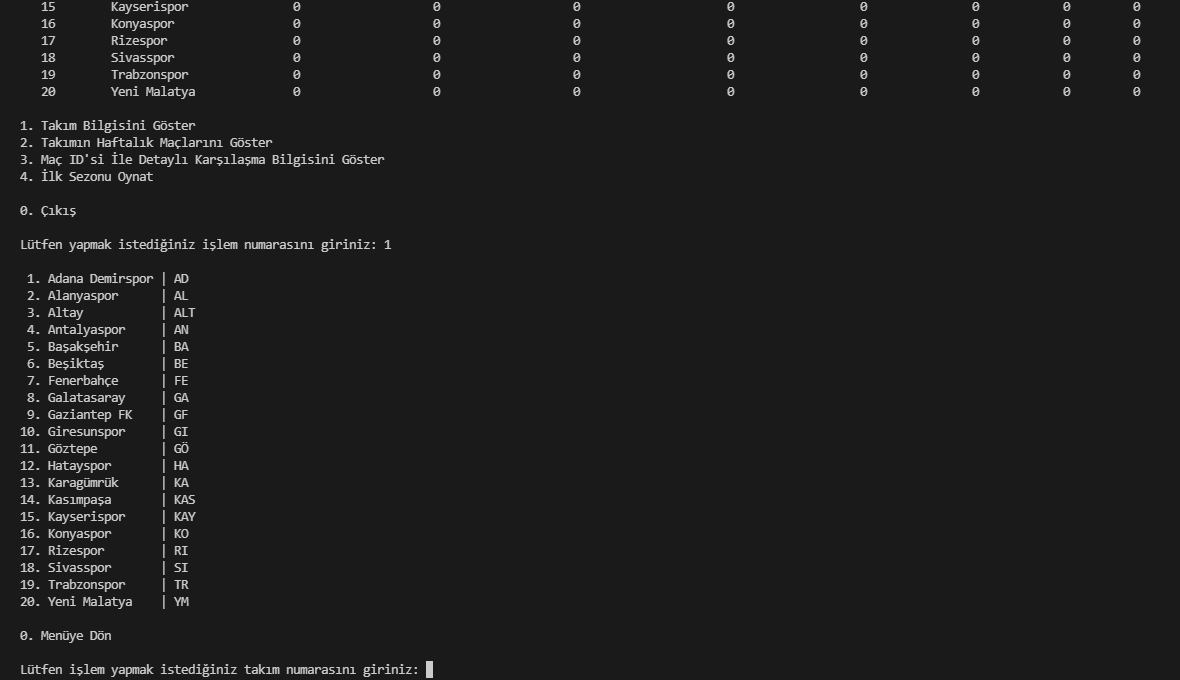 15 Kayserispor 0 0 0 0 0 0 0 0
16 Konyaspor 0 0 0 0 0 0 0 0
17 Rizespor 0 0 0 0 0 0 0 0
18 Sivasspor 0 0 0 0 0 0 0 0
19 Trabzonspor 0 0 0 0 0 0 0 0
20 Yeni Malatya 0 0 0 0 0 0 0 0
1. Takım Bilgisini Göster
2. Takımın Haftalık Maçlarını Göster
3. Maç ID'si İle Detaylı Karşılaşma Bilgisini Göster
4. İlk Sezonu Oynat
0. Çıkış
Lütfen yapmak istediğiniz işlem numarasını giriniz: 1
1. Adana Demirspor | AD
2. Alanyaspor | AL
3. Altay | ALT
4. Antalyaspor | AN
5. Başakşehir | BA
6. Beşiktaş | BE
7. Fenerbahçe | FE
8. Galatasaray | GA
9. Gaziantep FK | GF
10. Giresunspor | GI
11. Göztepe | GÖ
12. Hatayspor | HA
13. Karagümrük | KA
14. Kasımpaşa | KAS
15. Kayserispor | KAY
16. Konyaspor | KO
17. Rizespor | RI
18. Sivasspor | SI
19. Trabzonspor | TR
20. Yeni Malatya | YM
0. Menüye Dön
Lütfen işlem yapmak istediğiniz takım numarasını giriniz: